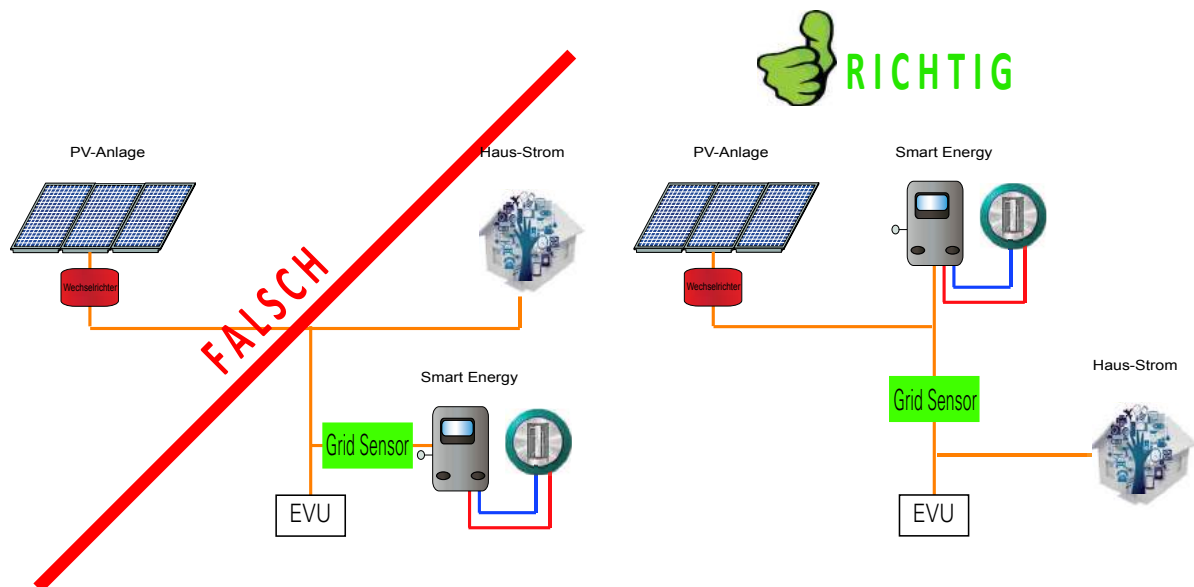 RICHTIG
PV-Anlage
Haus-Strom
Wechselrichter
FALSCH
Smart Energy
Grid Sensor
EVU
PV-Anlage
Smart Energy
Wechselrichter
Grid Sensor
Haus-Strom
EVU